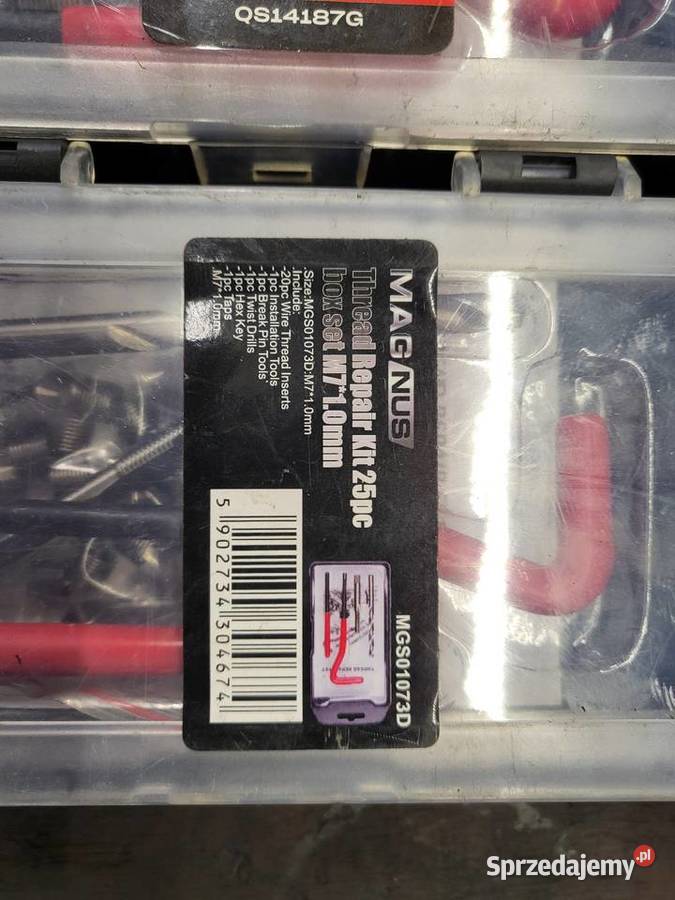 QS14187G
MAGNUS
Thread Repair Kit 25pc
box set M7*1.0mm
.Size:MGS01073D:M7*1.0mm
.Include:
-20pc Wire Thread Inserts
-1pc Installation Tools
-1pc Break Pin Tools
-1pc Twist Drills
-1pc Hex Key
-1pc Taps
.M7*1.0mm
MGS01073D
5 902734 304674
Sprzedajemy.pl